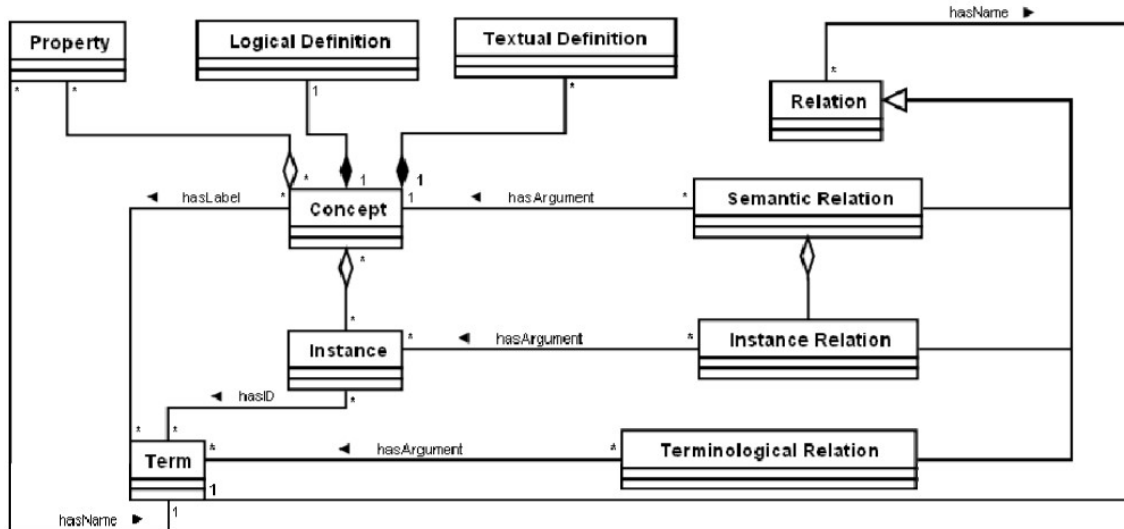 hasName ►
Property
Logical Definition
Textual Definition
Relation
* * 1 * *
◄ hasLabel
* * 1 1
Concept
1
◄ hasArgument
*
Semantic Relation
*
*
Instance
*
◄ hasArgument
*
Instance Relation
◄ hasID
*
* *
Term
*
◄ hasArgument
*
Terminological Relation
1
hasName ►
1